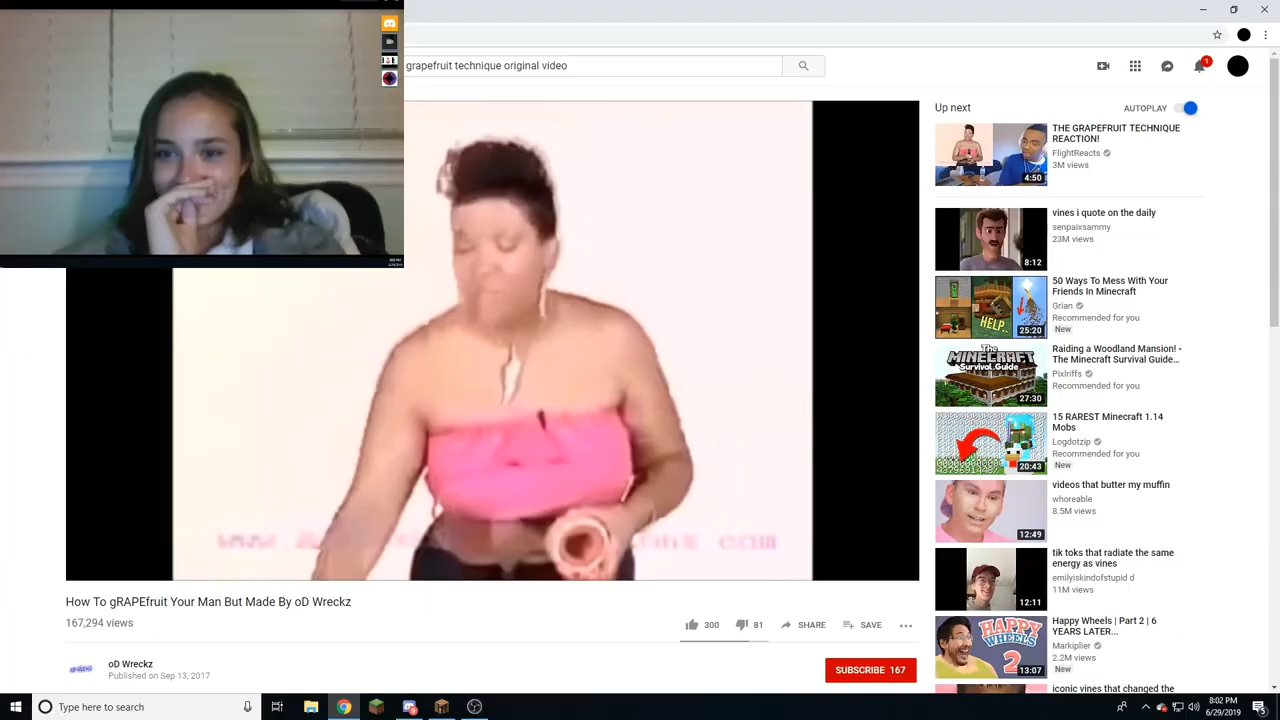 grapefruit technique original video
1
Up next
AUTOPLAY
4:50
THE GRAPEFRUIT TECHNIQUE
REACTION!
FlightReacts
3M views
8:12
vines i quote on the daily
senpaixsammy
23M views
HELP..
25:20
50 Ways To Mess With Your
Friends In Minecraft
Grian
Recommended for you
New
The
MINECRAFT
Survival Guide
27:30
Raiding a Woodland Mansion! ▪
The Minecraft Survival Guide...
Pixlriffs
Recommended for you
20:43
15 RAREST Minecraft 1.14
Mobs
Logdotzip
Recommended for you
New
12:49
videos that butter my muffin
whoreable
8.5M views
12:11
tik toks that radiate the same
energy as vines
emilyiskindofstupid d
11M views
HAPPY
WHEELS
2
13:07
Happy Wheels | Part 2 | 6
YEARS LATER...
Markiplier
2.2M views
New
iconic vines that changed the
How To gRAPEfruit Your Man But Made By oD Wreckz
167,294 views
300
81
SHARE
SAVE
oD Wreckz
Published on Sep 13, 2017
SUBSCRIBE 167
Type here to search
8:02 PM
6/29/2019
5